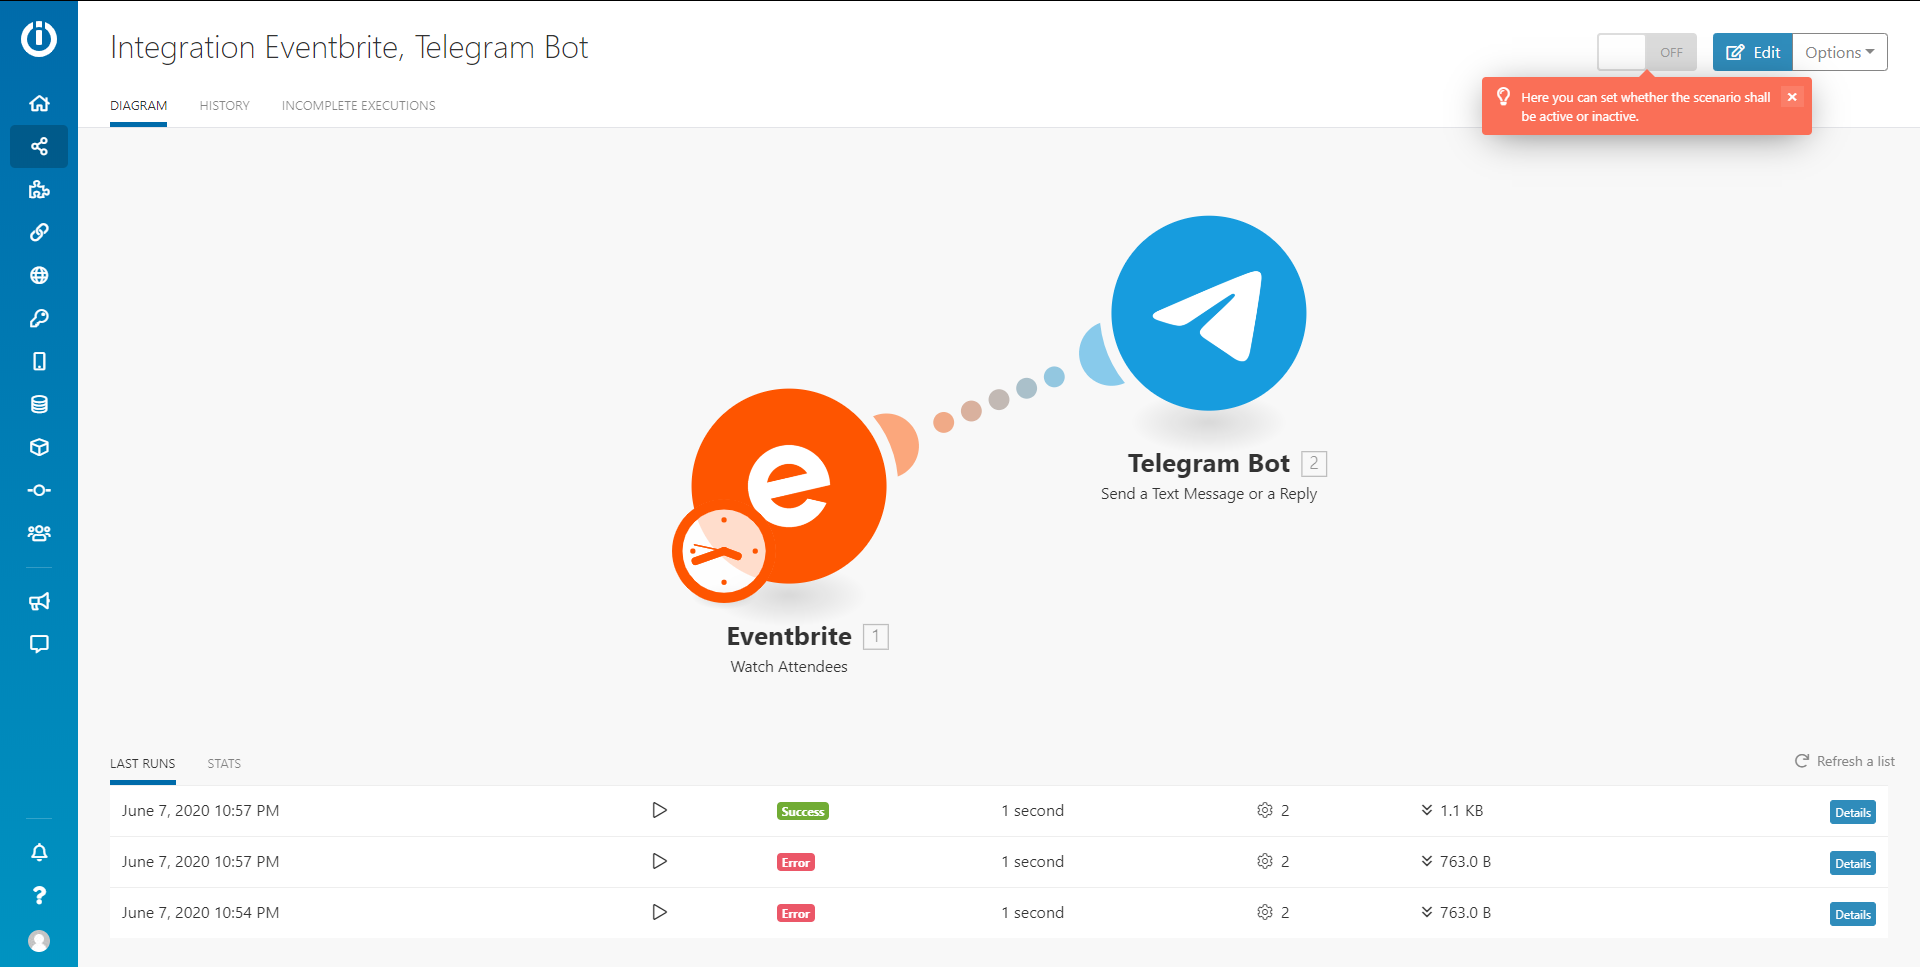 Integration Eventbrite, Telegram Bot
OFF
Edit
Options
Here you can set whether the scenario shall
be active or inactive.
DIAGRAM
HISTORY
INCOMPLETE EXECUTIONS
Telegram Bot 2
Send a Text Message or a Reply
Eventbrite 1
Watch Attendees
LAST RUNS
STATS
Refresh a list
June 7, 2020 10:57 PM Success 1 second 2 1.1 KB Details
June 7, 2020 10:57 PM Error 1 second 2 763.0 B Details
June 7, 2020 10:54 PM Error 1 second 2 763.0 B Details